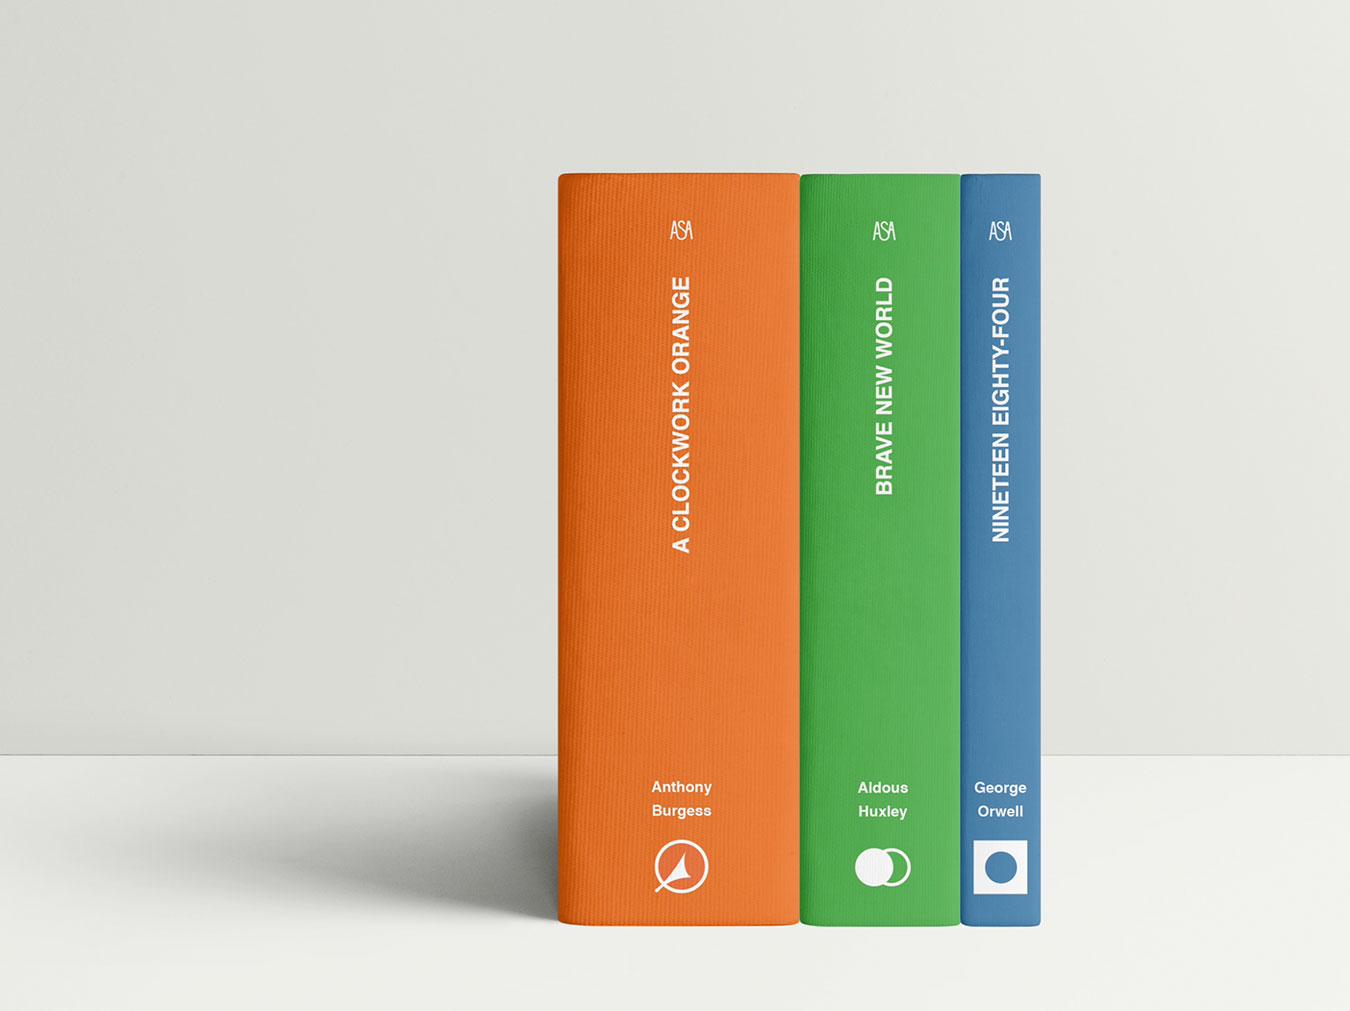 ASA
A CLOCKWORK ORANGE
Anthony
Burgess
ASA
BRAVE NEW WORLD
Aldous
Huxley
ASA
NINETEEN EIGHTY-FOUR
George
Orwell